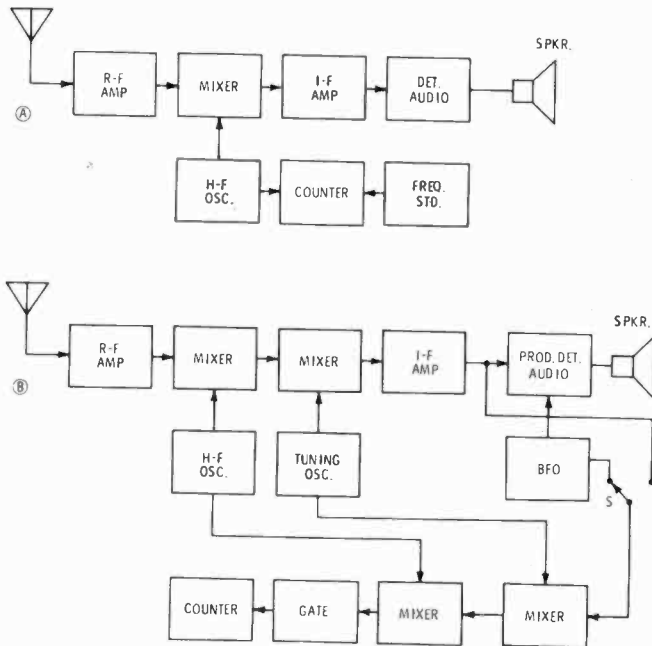 SPKR.
R-F
AMP
MIXER
I-F
AMP
DET.
AUDIO
A
H-F
OSC.
COUNTER
FREQ.
STD.
SPKR.
R-F
AMP
MIXER
MIXER
I-F
AMP
PROD. DET.
AUDIO
B
H-F
OSC.
TUNING
OSC.
BFO
S
COUNTER
GATE
MIXER
MIXER